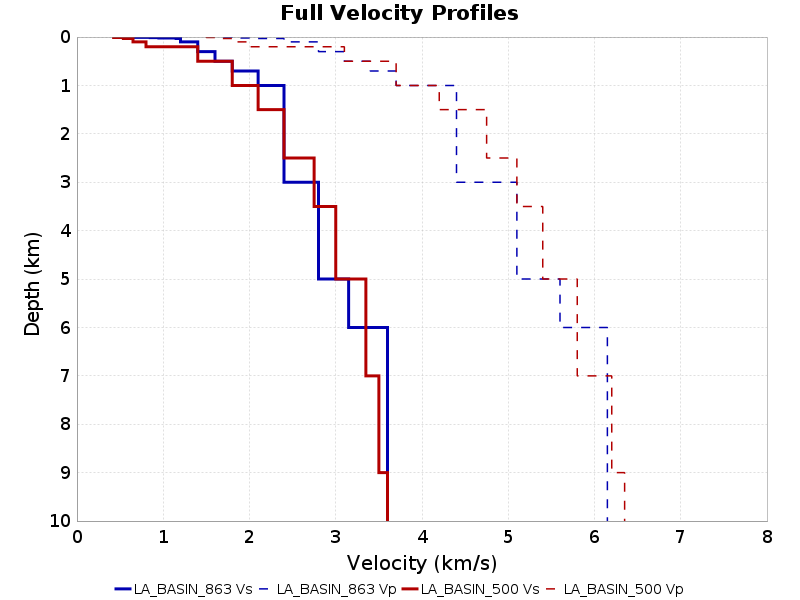 Full Velocity Profiles
0
1
2
3
4
5
6
7
8
9
10
Depth (km)
0 1 2 3 4 5 6 7 8
Velocity (km/s)
LA_BASIN_863 Vs LA_BASIN_863 Vp LA_BASIN_500 Vs LA_BASIN_500 Vp